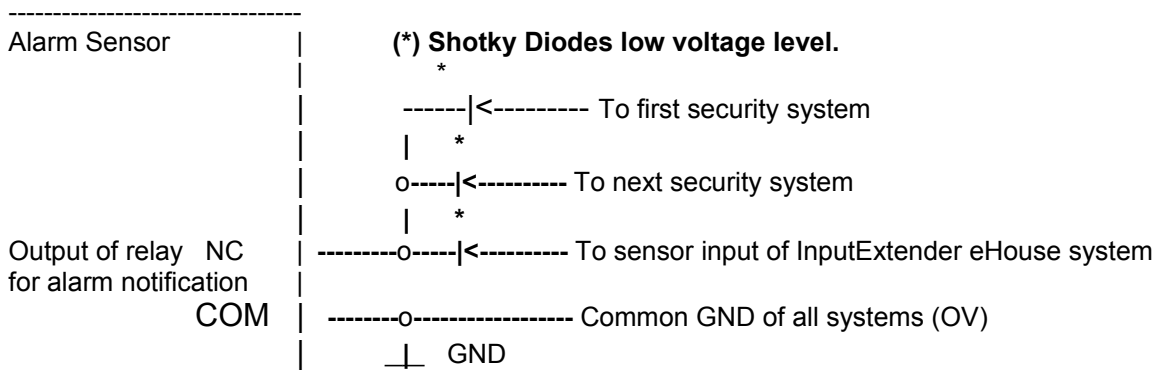 ---------------------------------
Alarm Sensor | (*) Shotky Diodes low voltage level.
| *
| ------|<--------- To first security system
| | *
| o-----|<---------- To next security system
| | *
Output of relay NC | ---------o-----|<---------- To sensor input of InputExtender eHouse system
for alarm notification |
COM | --------o------------------ Common GND of all systems (OV)
| _|_ GND